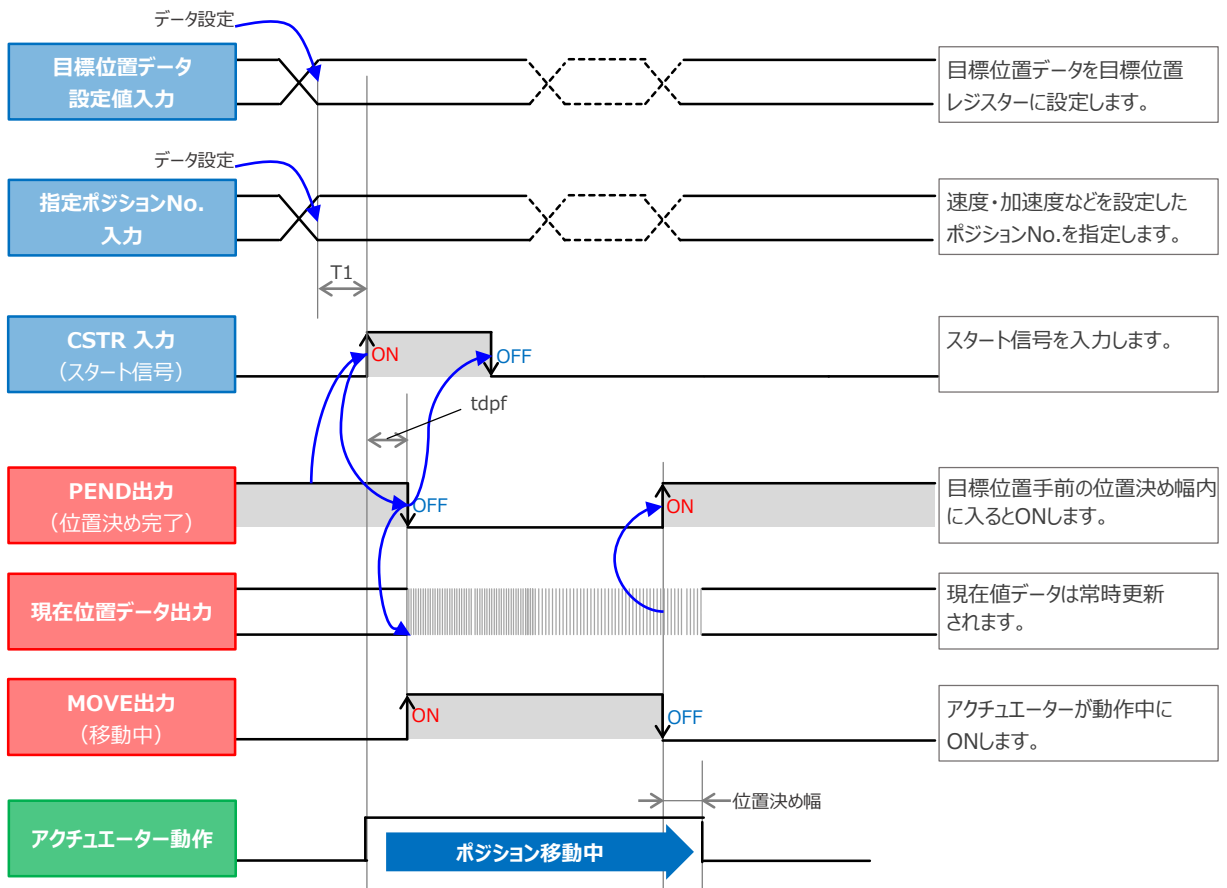 データ設定
目標位置データ
設定値入力
目標位置データを目標位置
レジスターに設定します。
データ設定
指定ポジションNo.
入力
速度・加速度などを設定した
ポジションNo.を指定します。
T1
CSTR 入力
（スタート信号）
ON
OFF
スタート信号を入力します。
tdpf
PEND出力
（位置決め完了）
OFF
ON
目標位置手前の位置決め幅内
に入るとONします。
現在位置データ出力
現在値データは常時更新
されます。
MOVE出力
（移動中）
ON
OFF
アクチュエーターが動作中に
ONします。
位置決め幅
アクチュエーター動作
ポジション移動中